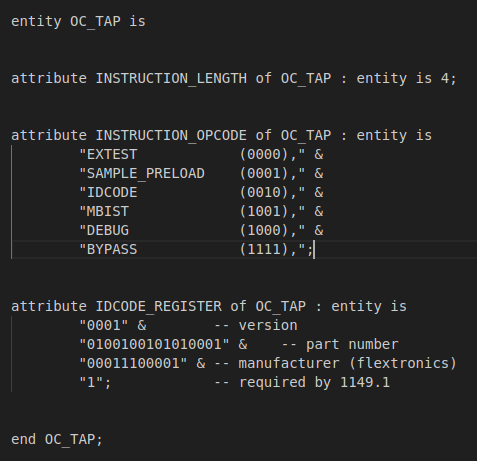 entity OC_TAP is
attribute INSTRUCTION_LENGTH of OC_TAP : entity is 4;
attribute INSTRUCTION_OPCODE of OC_TAP : entity is
"EXTEST (0000)," &
"SAMPLE_PRELOAD (0001)," &
"IDCODE (0010)," &
"MBIST (1001)," &
"DEBUG (1000)," &
"BYPASS (1111),";
attribute IDCODE_REGISTER of OC_TAP : entity is
"0001" & -- version
"0100100101010001" & -- part number
"00011100001" & -- manufacturer (flextronics)
"1"; -- required by 1149.1
end OC_TAP;